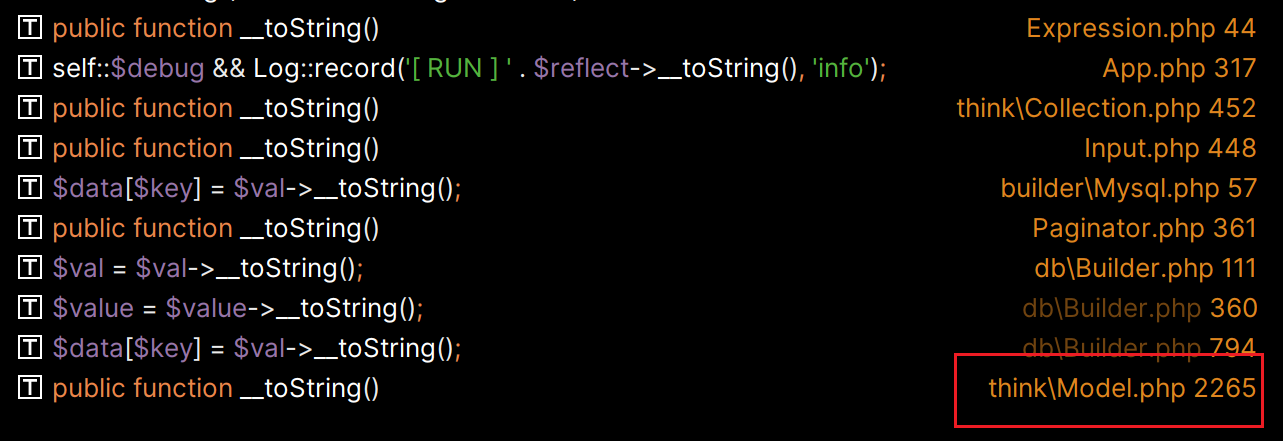 public function __toString() Expression.php 44
self::$debug && Log::record('[ RUN ] ' . $reflect->__toString(), 'info'); App.php 317
public function __toString() think\Collection.php 452
public function __toString() Input.php 448
$data[$key] = $val->__toString(); builder\Mysql.php 57
public function __toString() Paginator.php 361
$val = $val->__toString(); db\Builder.php 111
$value = $value->__toString(); db\Builder.php 360
$data[$key] = $val->__toString(); db\Builder.php 794
public function __toString() think\Model.php 2265